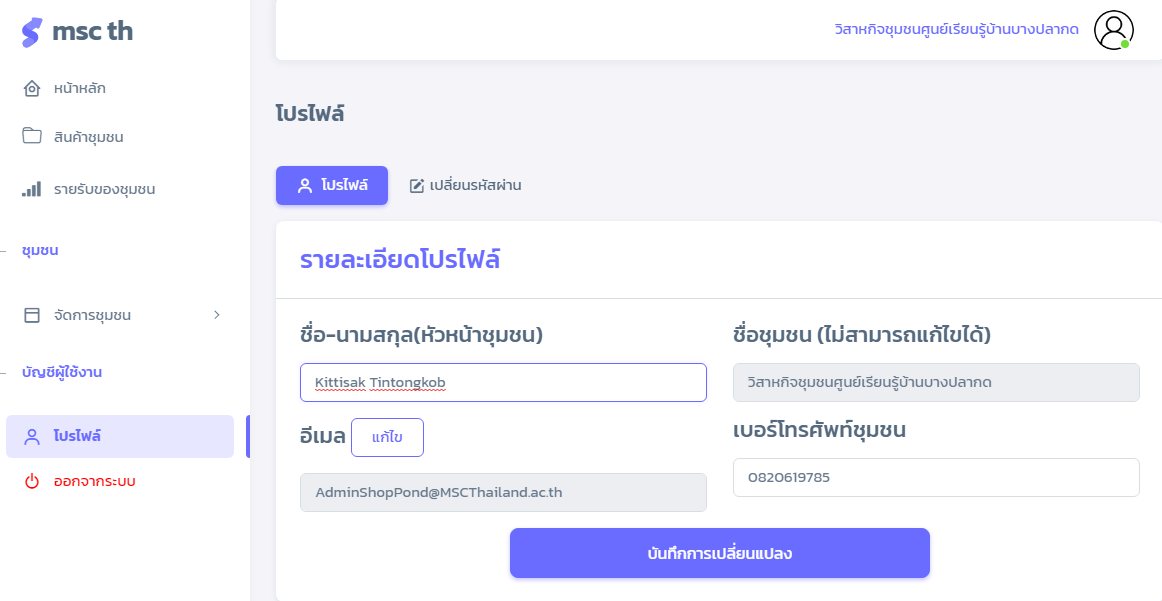 msc th
หน้าหลัก
สินค้าชุมชน
รายรับของชุมชน
ชุมชน
จัดการชุมชน
บัญชีผู้ใช้งาน
โปรไฟล์
ออกจากระบบ
วิสาหกิจชุมชนศูนย์เรียนรู้บ้านบางปลากด
โปรไฟล์
โปรไฟล์ เปลี่ยนรหัสผ่าน
รายละเอียดโปรไฟล์
ชื่อ-นามสกุล(หัวหน้าชุมชน)
Kittisak Tintongkob
ชื่อชุมชน (ไม่สามารถแก้ไขได้)
วิสาหกิจชุมชนศูนย์เรียนรู้บ้านบางปลากด
อีเมล แก้ไข
AdminShopPond@MSCThailand.ac.th
เบอร์โทรศัพท์ชุมชน
0820619785
บันทึกการเปลี่ยนแปลง